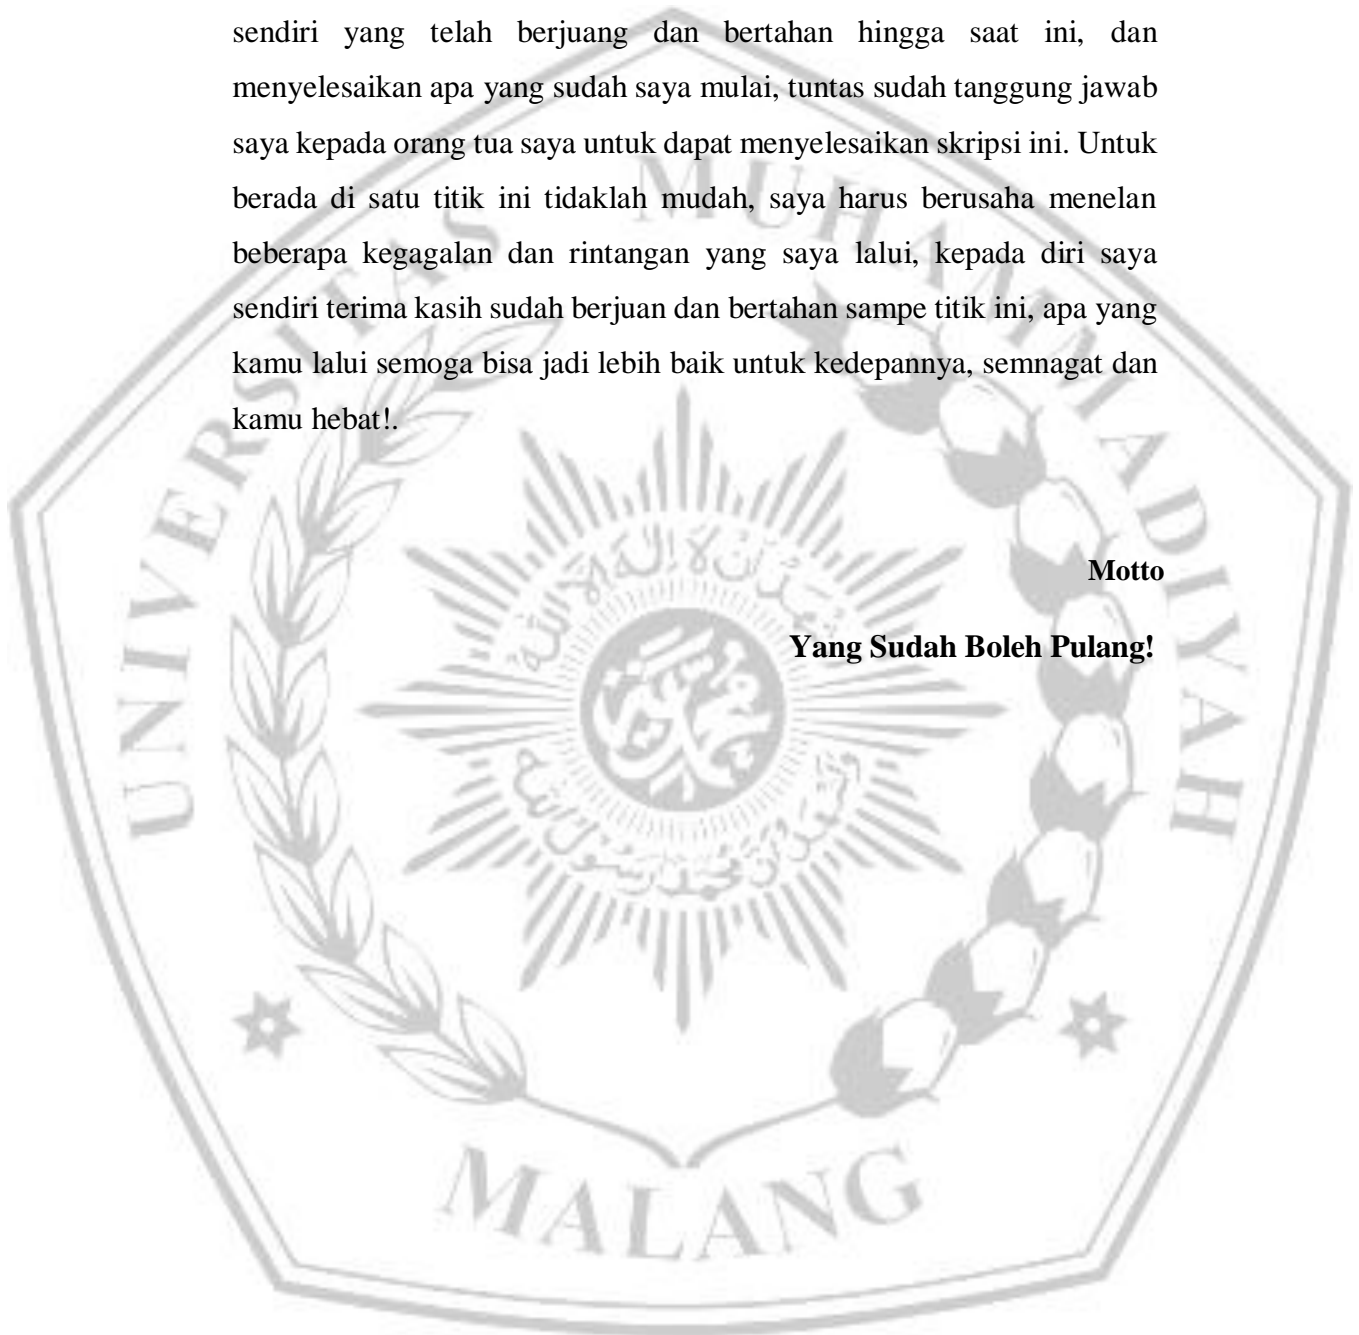 sendiri yang telah berjuang dan bertahan hingga saat ini, dan
menyelesaikan apa yang sudah saya mulai, tuntas sudah tanggung jawab
saya kepada orang tua saya untuk dapat menyelesaikan skripsi ini. Untuk
berada di satu titik ini tidaklah mudah, saya harus berusaha menelan
beberapa kegagalan dan rintangan yang saya lalui, kepada diri saya
sendiri terima kasih sudah berjuan dan bertahan sampe titik ini, apa yang
kamu lalui semoga bisa jadi lebih baik untuk kedepannya, semnagat dan
kamu hebat!.
Motto
Yang Sudah Boleh Pulang!
UNIVERSITAS MUHAMMADIYAH
MALANG